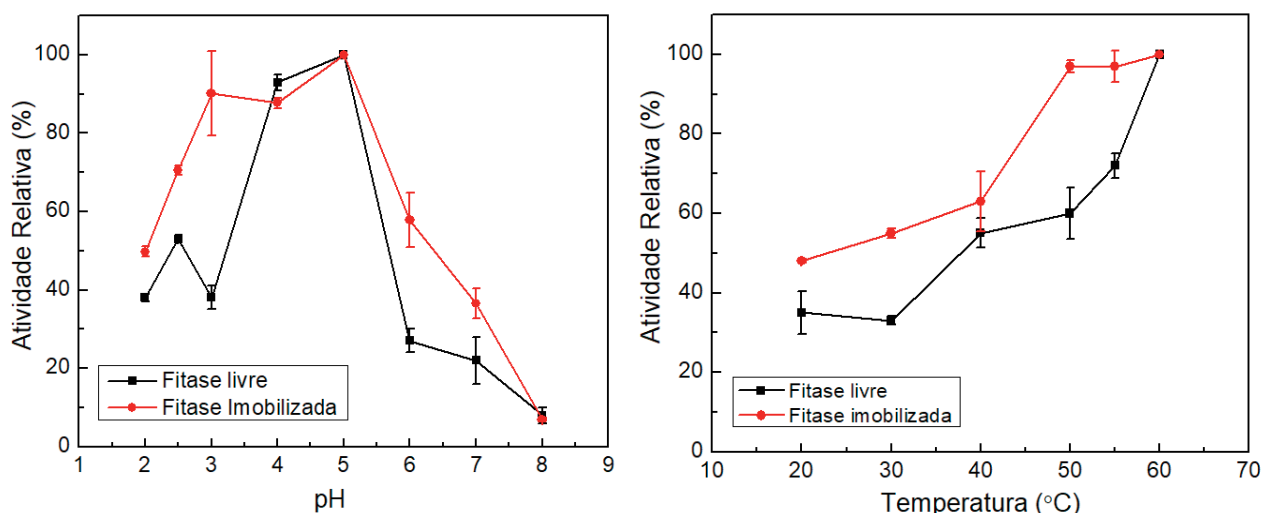 Atividade Relativa (%)
100
80
60
40
20
0
Fitase livre
Fitase Imobilizada
1 2 3 4 5 6 7 8 9
pH
Atividade Relativa (%)
100
80
60
40
20
0
Fitase livre
Fitase imobilizada
10 20 30 40 50 60 70
Temperatura (°C)